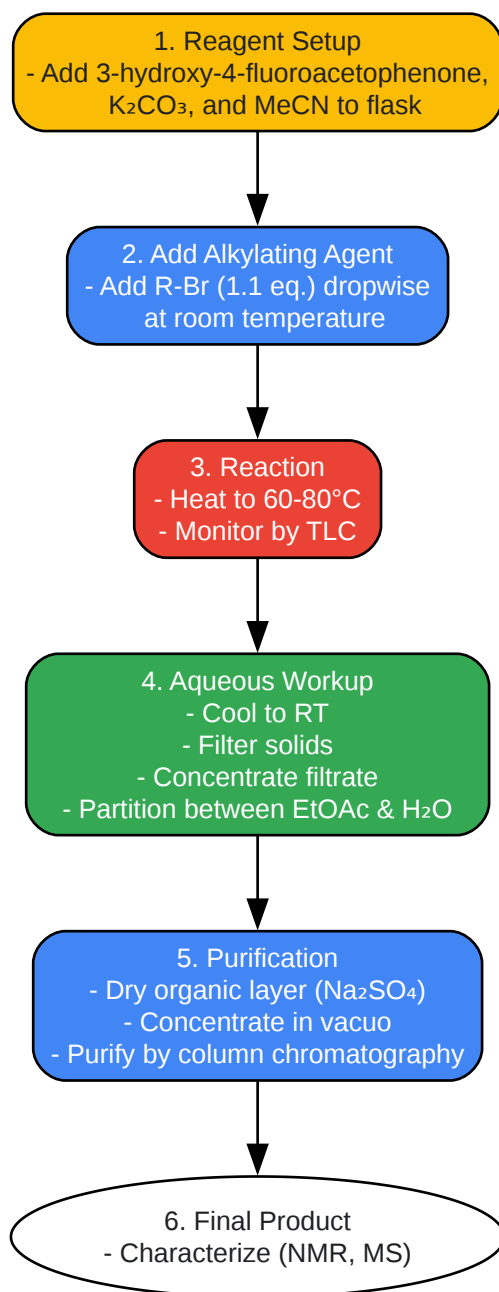 1. Reagent Setup
- Add 3-hydroxy-4-fluoroacetophenone,
K₂CO₃, and MeCN to flask
2. Add Alkylating Agent
- Add R-Br (1.1 eq.) dropwise
at room temperature
3. Reaction
- Heat to 60-80°C
- Monitor by TLC
4. Aqueous Workup
- Cool to RT
- Filter solids
- Concentrate filtrate
- Partition between EtOAc & H₂O
5. Purification
- Dry organic layer (Na₂SO₄)
- Concentrate in vacuo
- Purify by column chromatography
6. Final Product
- Characterize (NMR, MS)